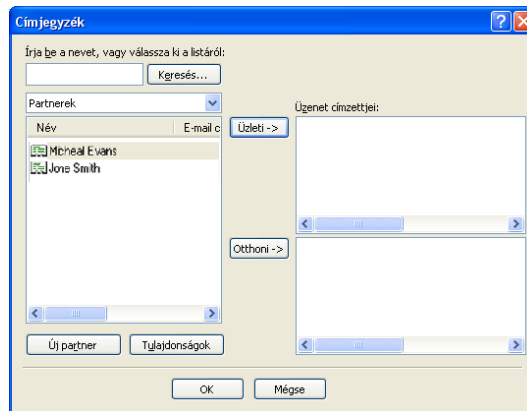 Címjegyzék
Írja be a nevet, vagy válassza ki a listáról:
Keresés...
Partnerek
Üzenet címzettjei:
Név E-mail c
Üzleti ->
Micheal Evans
Jone Smith
Otthoni ->
Új partner Tulajdonságok
OK Mégse